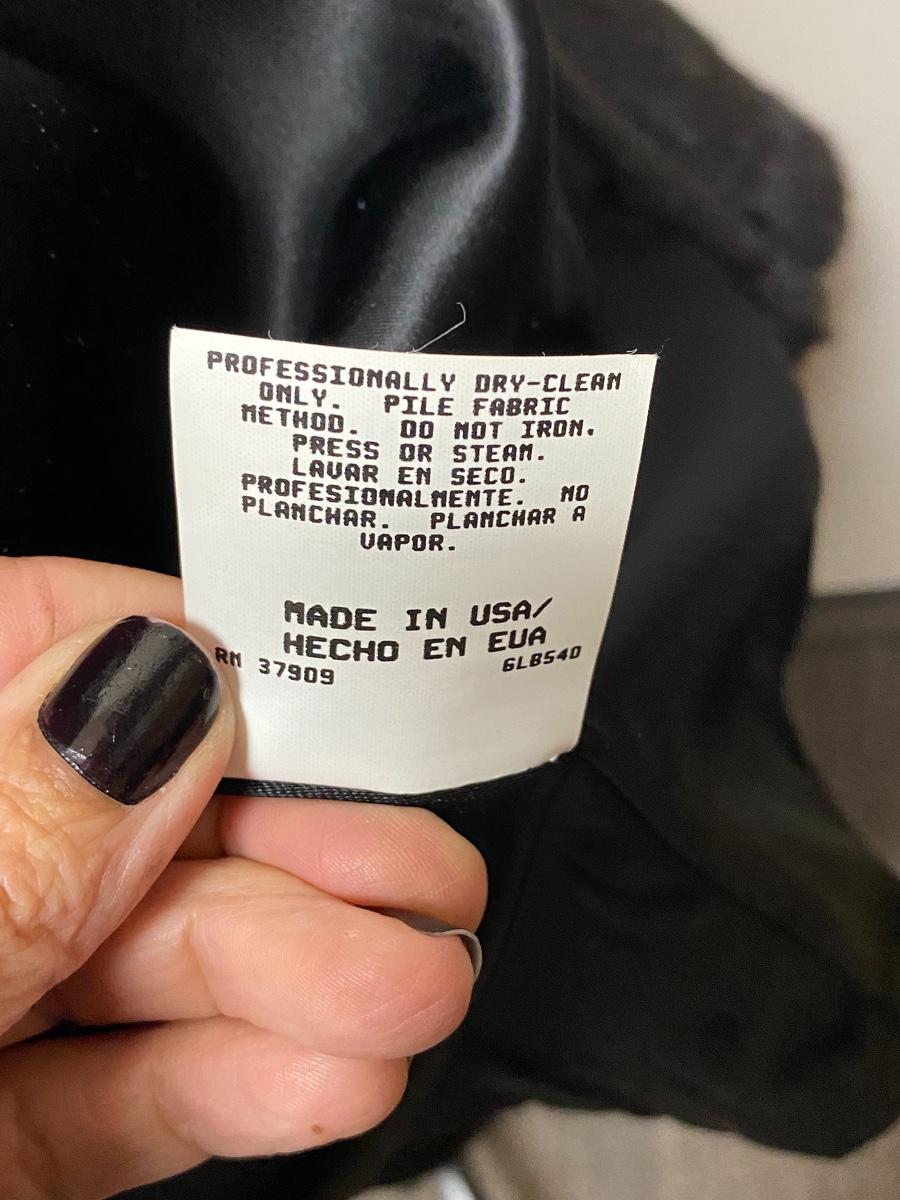 PROFESSIONALLY DRY-CLEAN
ONLY. PILE FABRIC
METHOD. DO NOT IRON.
PRESS OR STEAM.
LAVAR EN SECO.
PROFESIONALMENTE. NO
PLANCHAR. PLANCHAR A
VAPOR.
MADE IN USA/
HECHO EN EUA
RN 37909 6L8540